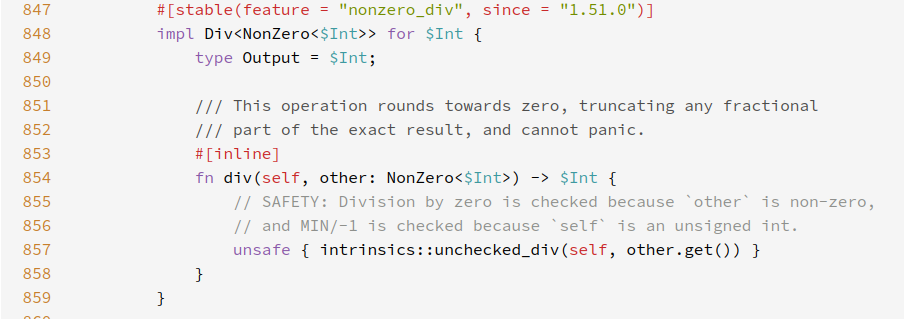 847 #[stable(feature = "nonzero_div", since = "1.51.0")]
848 impl Div<NonZero<$Int>> for $Int {
849 type Output = $Int;
850
851 /// This operation rounds towards zero, truncating any fractional
852 /// part of the exact result, and cannot panic.
853 #[inline]
854 fn div(self, other: NonZero<$Int>) -> $Int {
855 // SAFETY: Division by zero is checked because `other` is non-zero,
856 // and MIN/-1 is checked because `self` is an unsigned int.
857 unsafe { intrinsics::unchecked_div(self, other.get()) }
858 }
859 }